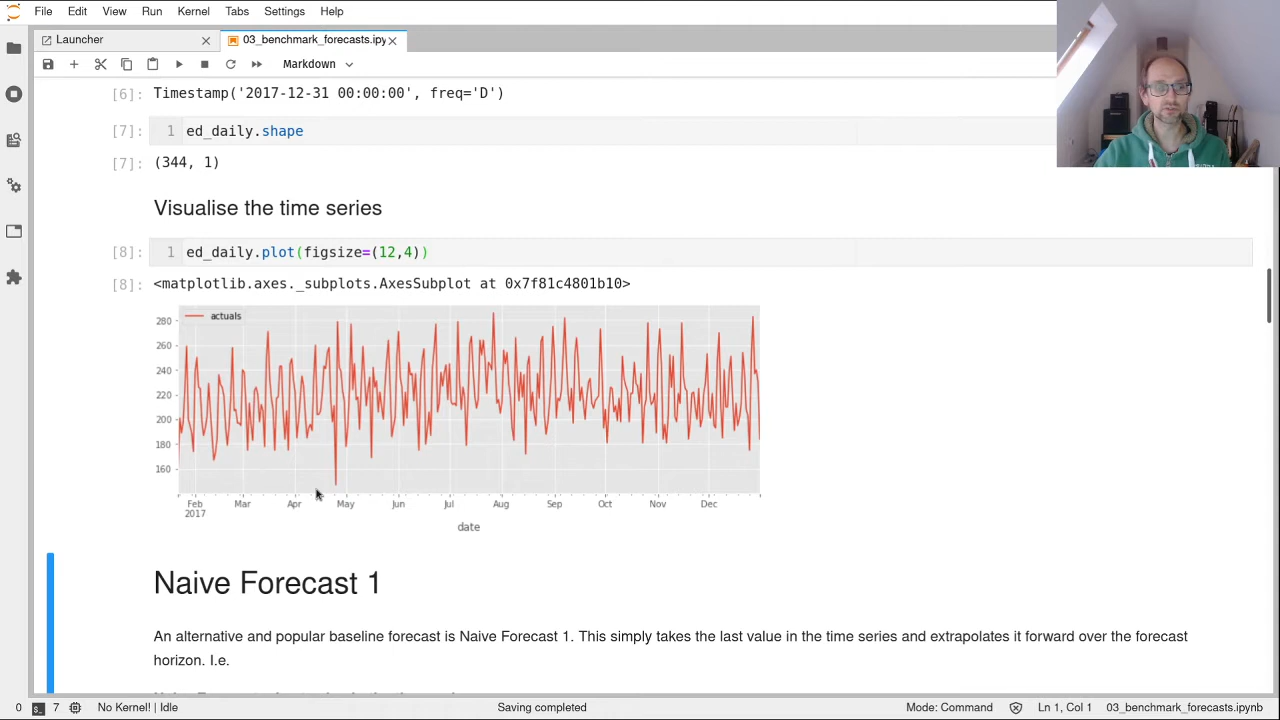 File Edit View Run Kernel Tabs Settings Help
Launcher
03_benchmark_forecasts.ipy
Markdown
[6]: Timestamp('2017-12-31 00:00:00', freq='D')
[7]: 1 ed_daily.shape
[7]: (344, 1)
Visualise the time series
[8]: 1 ed_daily.plot(figsize=(12,4))
[8]: <matplotlib.axes._subplots.AxesSubplot at 0x7f81c4801b10>
actuals
280
260
240
220
200
180
160
Feb Mar Apr May Jun Jul Aug Sep Oct Nov Dec
2017
date
Naive Forecast 1
An alternative and popular baseline forecast is Naive Forecast 1. This simply takes the last value in the time series and extrapolates it forward over the forecast
horizon. I.e.
0 7 No Kernel! | Idle Saving completed Mode: Command Ln 1, Col 1 03_benchmark_forecasts.ipynb